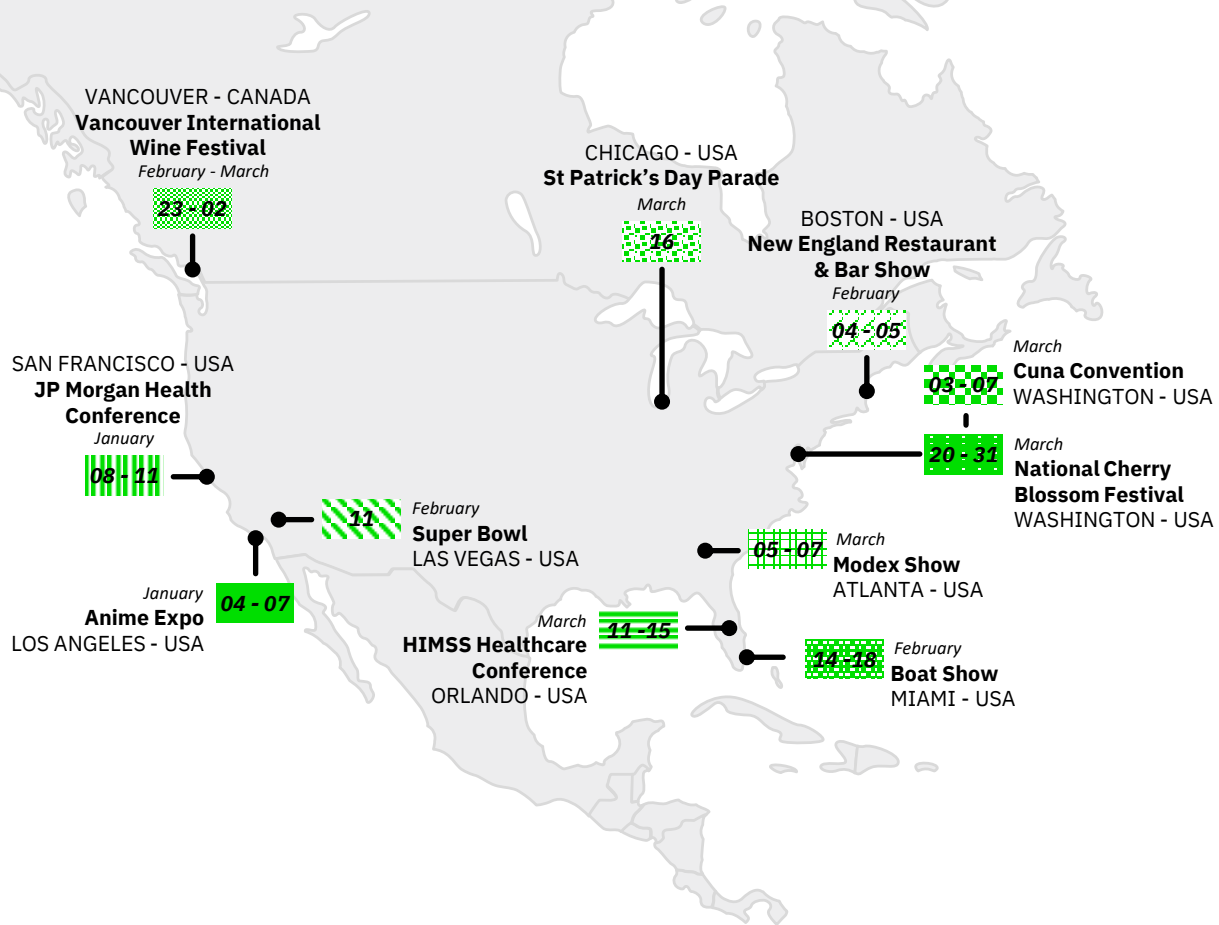 VANCOUVER - CANADA
Vancouver International
Wine Festival
February - March
23 - 02
CHICAGO - USA
St Patrick’s Day Parade
March
16
BOSTON - USA
New England Restaurant
& Bar Show
February
04 - 05
March
Cuna Convention
WASHINGTON - USA
03 - 07
March
National Cherry
Blossom Festival
WASHINGTON - USA
20 - 31
SAN FRANCISCO - USA
JP Morgan Health
Conference
January
08 - 11
11
February
Super Bowl
LAS VEGAS - USA
05 - 07
March
Modex Show
ATLANTA - USA
January
Anime Expo
LOS ANGELES - USA
04 - 07
March
HIMSS Healthcare
Conference
ORLANDO - USA
11 -15
14 -18
February
Boat Show
MIAMI - USA